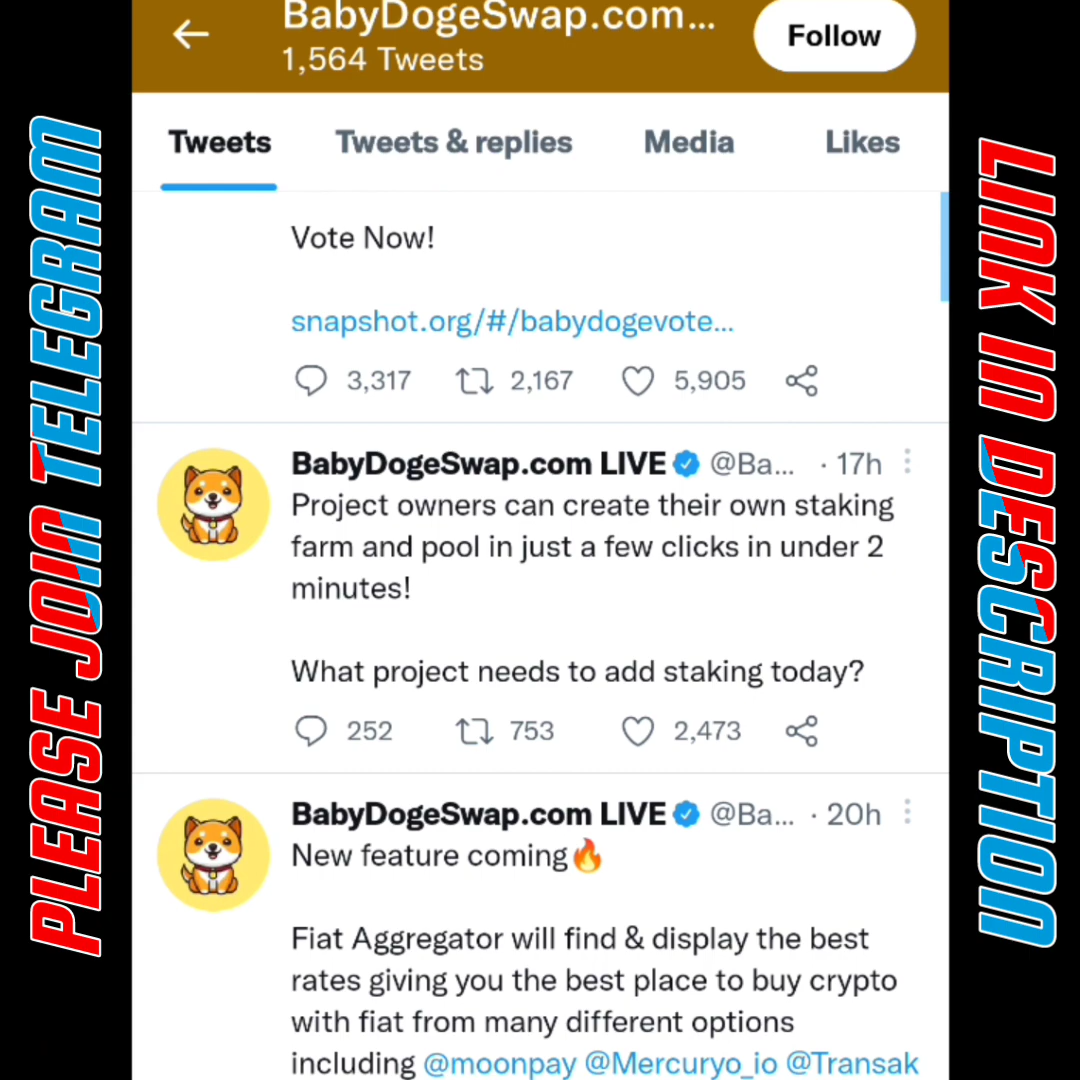 BabyDogeSwap.com...
1,564 Tweets
Follow
Tweets
Tweets & replies
Media
Likes
Vote Now!
snapshot.org/#/babydogevote...
3,317
2,167
5,905
BabyDogeSwap.com LIVE @Ba... · 17h
Project owners can create their own staking
farm and pool in just a few clicks in under 2
minutes!
What project needs to add staking today?
252
753
2,473
BabyDogeSwap.com LIVE @Ba... · 20h
New feature coming🔥
Fiat Aggregator will find & display the best
rates giving you the best place to buy crypto
with fiat from many different options
including @moonpay @Mercuryo_io @Transak
PLEASE JOIN TELEGRAM
LINK IN DESCRIPTION